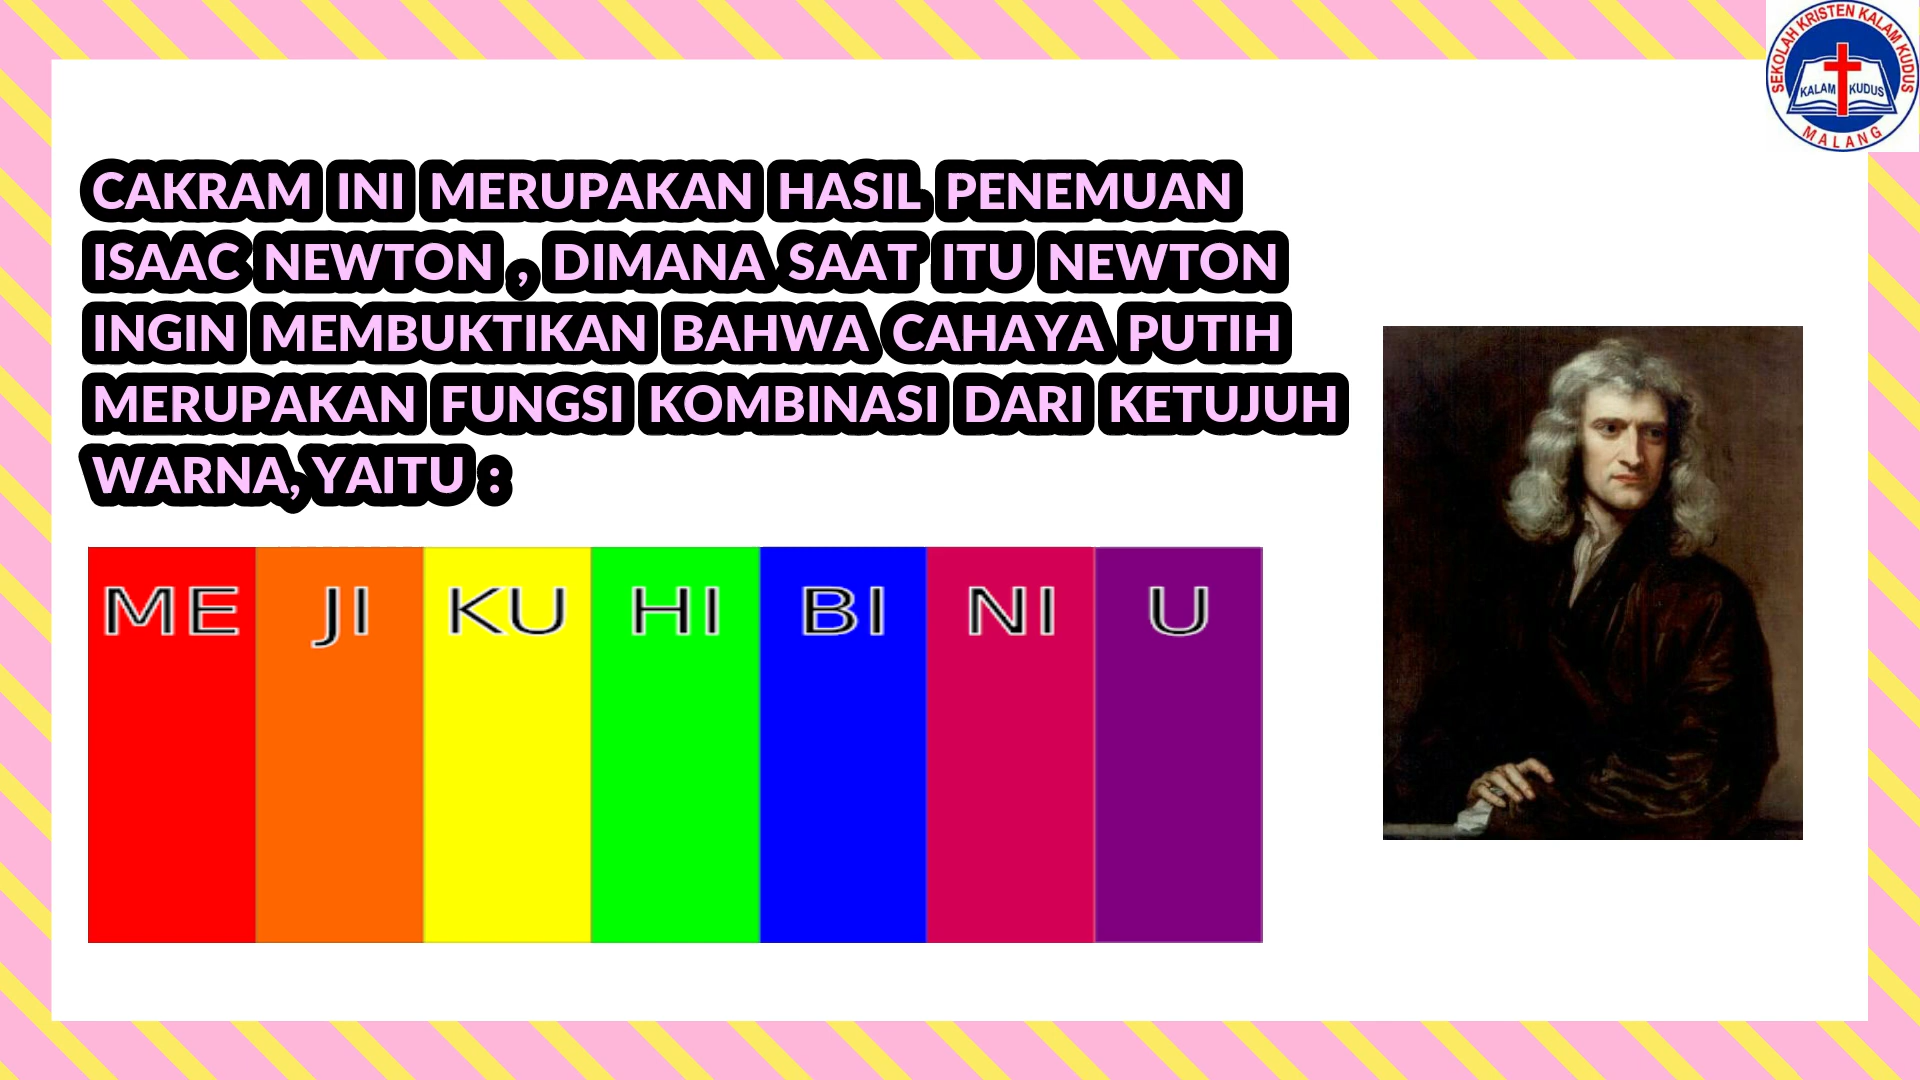 SEKOLAH KRISTEN KALAM KUDUS
KALAM KUDUS
MALANG
CAKRAM INI MERUPAKAN HASIL PENEMUAN
ISAAC NEWTON , DIMANA SAAT ITU NEWTON
INGIN MEMBUKTIKAN BAHWA CAHAYA PUTIH
MERUPAKAN FUNGSI KOMBINASI DARI KETUJUH
WARNA, YAITU :
ME JI KU HI BI NI U